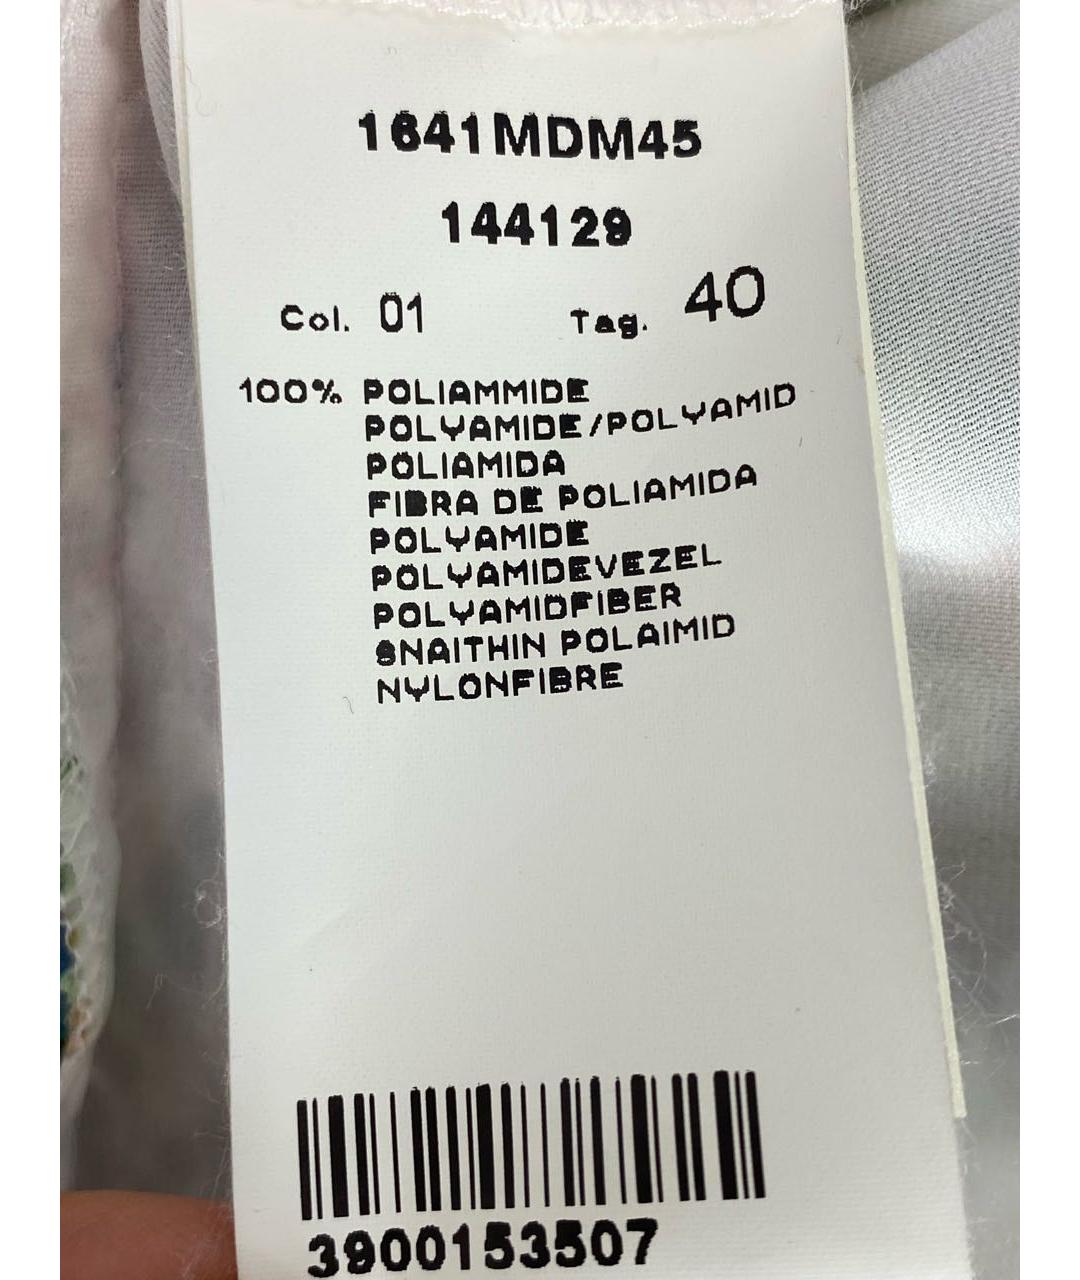 1641MDM45
144129
Col. 01 Tag. 40
100% POLIAMMIDE
POLYAMIDE/POLYAMID
POLIAMIDA
FIBRA DE POLIAMIDA
POLYAMIDE
POLYAMIDEVEZEL
POLYAMIDFIBER
SNAITHIN POLAIMID
NYLONFIBRE
3900153507